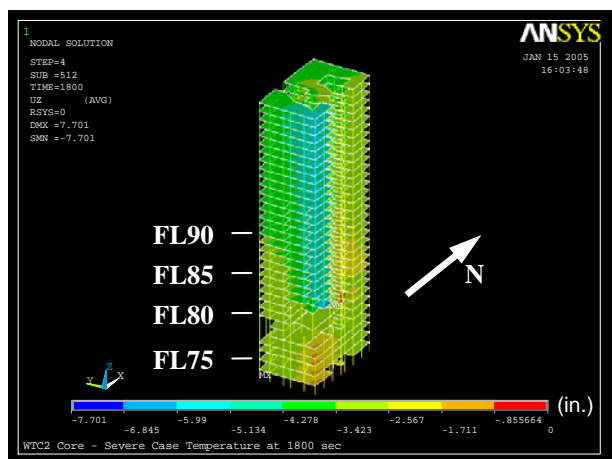 1
NODAL SOLUTION
STEP=4
SUB =512
TIME=1800
UZ (AVG)
RSYS=0
DMX =7.701
SMN =-7.701
ANSYS
JAN 15 2005
16:03:48
FL90
FL85
FL80
FL75
N
MX
Z
Y X
(in.)
-7.701 -5.99 -4.278 -2.567 -.855664
-6.845 -5.134 -3.423 -1.711 0
WTC2 Core - Severe Case Temperature at 1800 sec